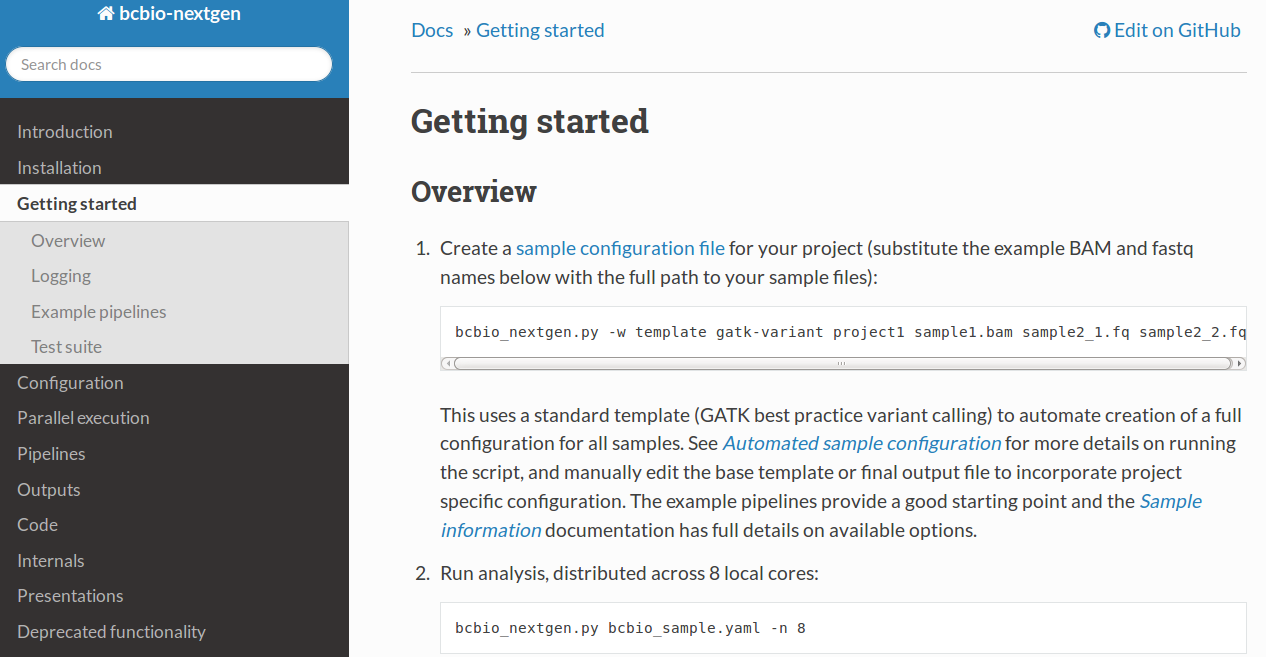 bcbio-nextgen
Search docs
Introduction
Installation
Getting started
Overview
Logging
Example pipelines
Test suite
Configuration
Parallel execution
Pipelines
Outputs
Code
Internals
Presentations
Deprecated functionality
Docs » Getting started
Edit on GitHub
Getting started
Overview
1. Create a sample configuration file for your project (substitute the example BAM and fastq
names below with the full path to your sample files):
bcbio_nextgen.py -w template gatk-variant project1 sample1.bam sample2_1.fq sample2_2.fq
This uses a standard template (GATK best practice variant calling) to automate creation of a full
configuration for all samples. See Automated sample configuration for more details on running
the script, and manually edit the base template or final output file to incorporate project
specific configuration. The example pipelines provide a good starting point and the Sample
information documentation has full details on available options.
2. Run analysis, distributed across 8 local cores:
bcbio_nextgen.py bcbio_sample.yaml -n 8